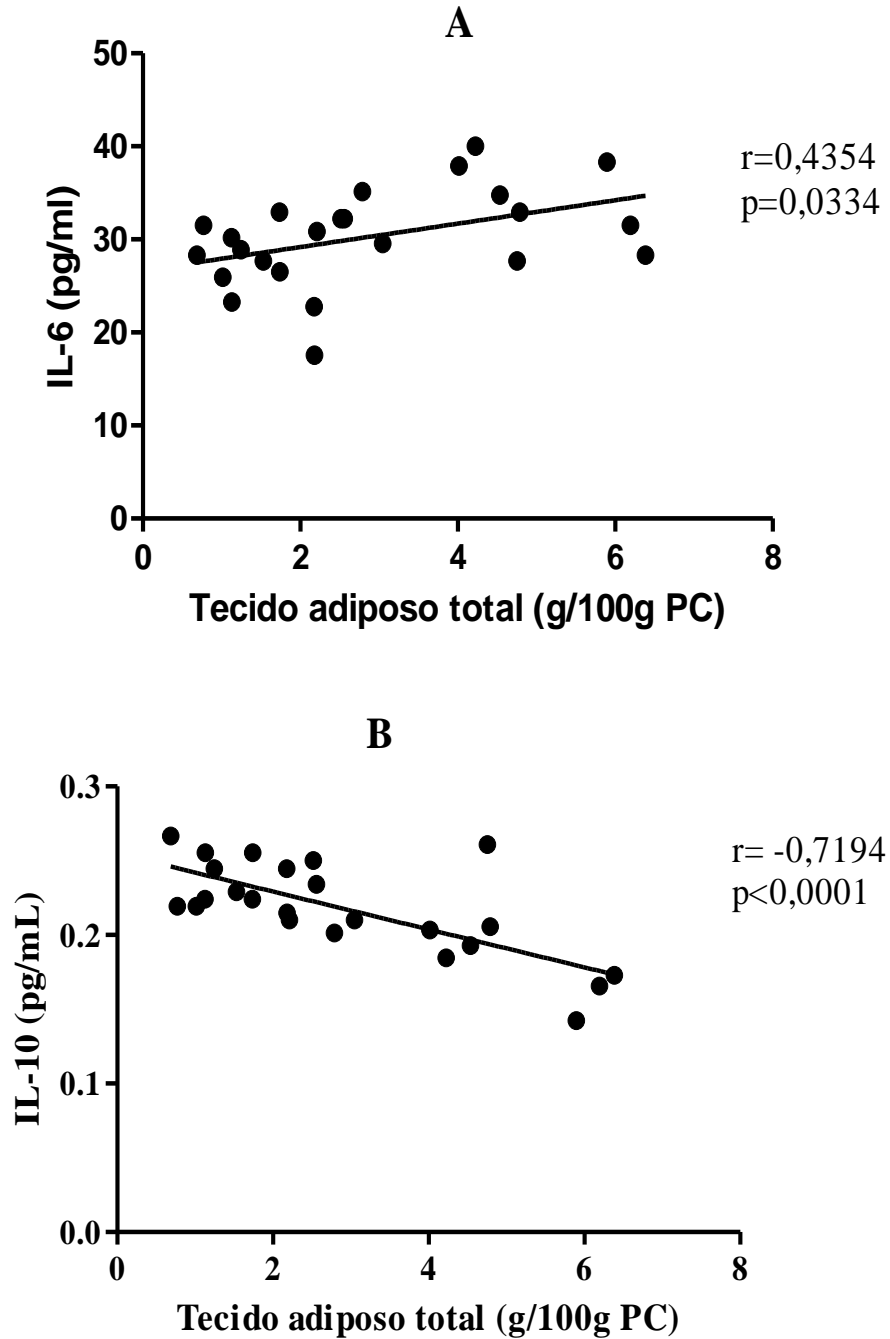 A
50
40
30
20
10
0
IL-6 (pg/ml)
r=0,4354
p=0,0334
0 2 4 6 8
Tecido adiposo total (g/100g PC)
B
0.3
0.2
0.1
0.0
IL-10 (pg/mL)
r= -0,7194
p<0,0001
0 2 4 6 8
Tecido adiposo total (g/100g PC)